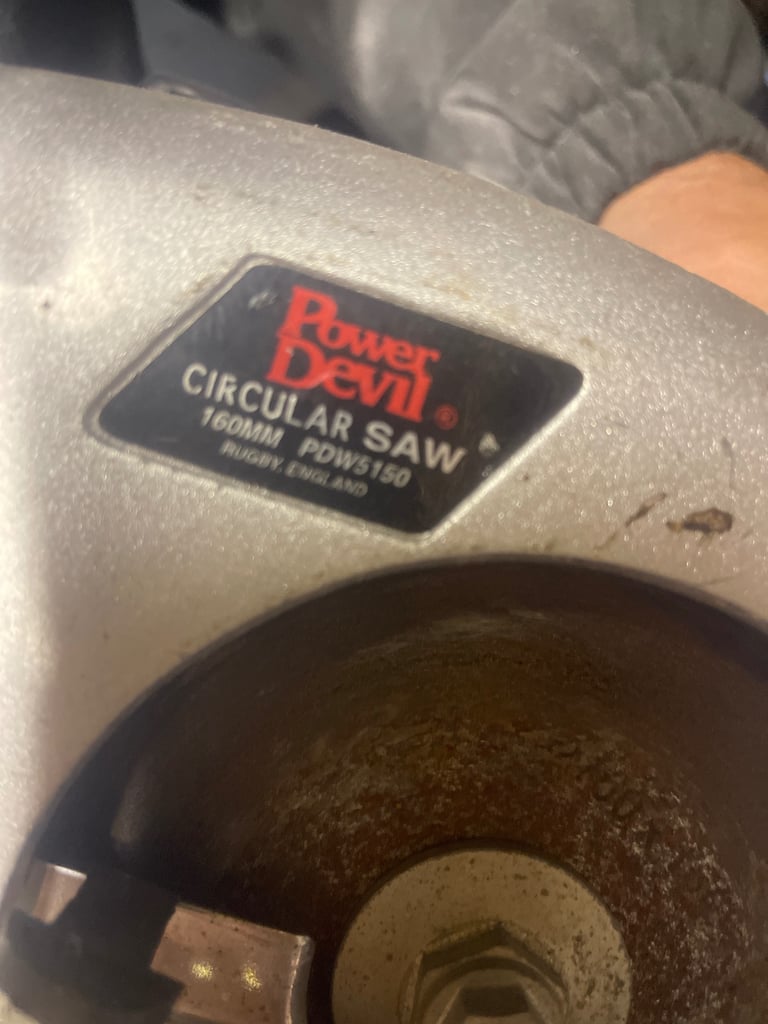 Power
Devil®
CIRCULAR SAW
160MM PDW5150
RUGBY, ENGLAND